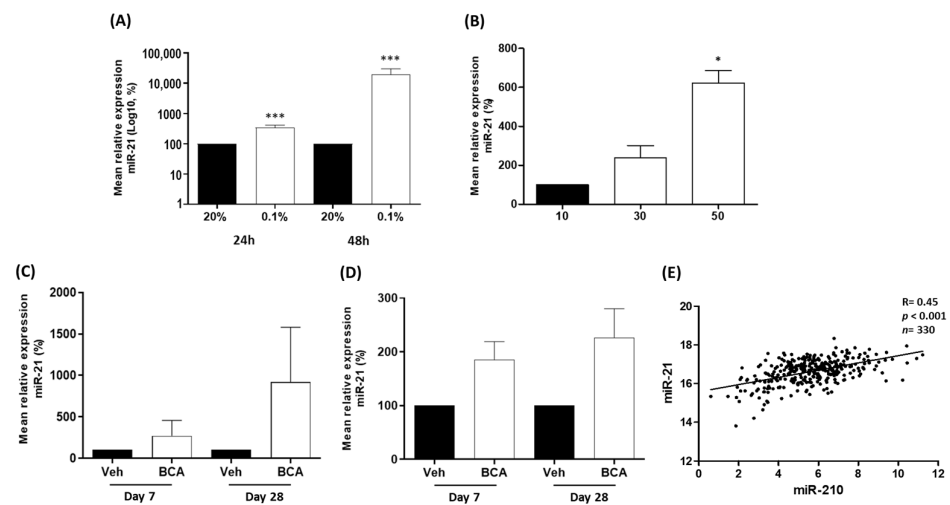 (A)
Mean relative expression
miR-21 (Log10, %)
100,000
10,000
1000
100
10
1
***
***
20%
0.1%
20%
0.1%
24h
48h
(B)
Mean relative expression
miR-21 (%)
800
600
400
200
0
*
10
30
50
(C)
Mean relative expression
miR-21 (%)
2000
1500
1000
500
0
Veh
BCA
Veh
BCA
Day 7
Day 28
(D)
Mean relative expression
miR-21 (%)
300
200
100
0
Veh
BCA
Veh
BCA
Day 7
Day 28
(E)
R= 0.45
p < 0.001
n= 330
miR-21
20
18
16
14
12
0
2
4
6
8
10
12
miR-210